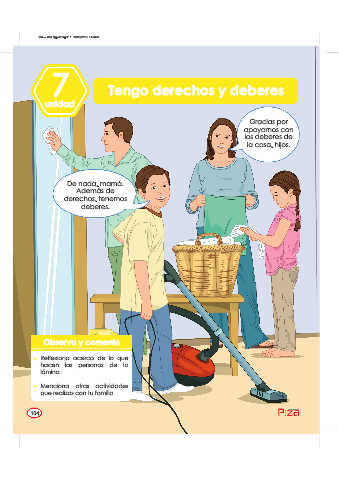 7
unidad
Tengo derechos y deberes
Gracias por
apoyarnos con
los deberes de
la casa, hijos.
De nada, mamá.
Además de
derechos, tenemos
deberes.
Observa y comenta
Reflexiona acerca de lo que
hacen las personas de la
lámina.
Menciona otras actividades
que realizas con tu familia.
164